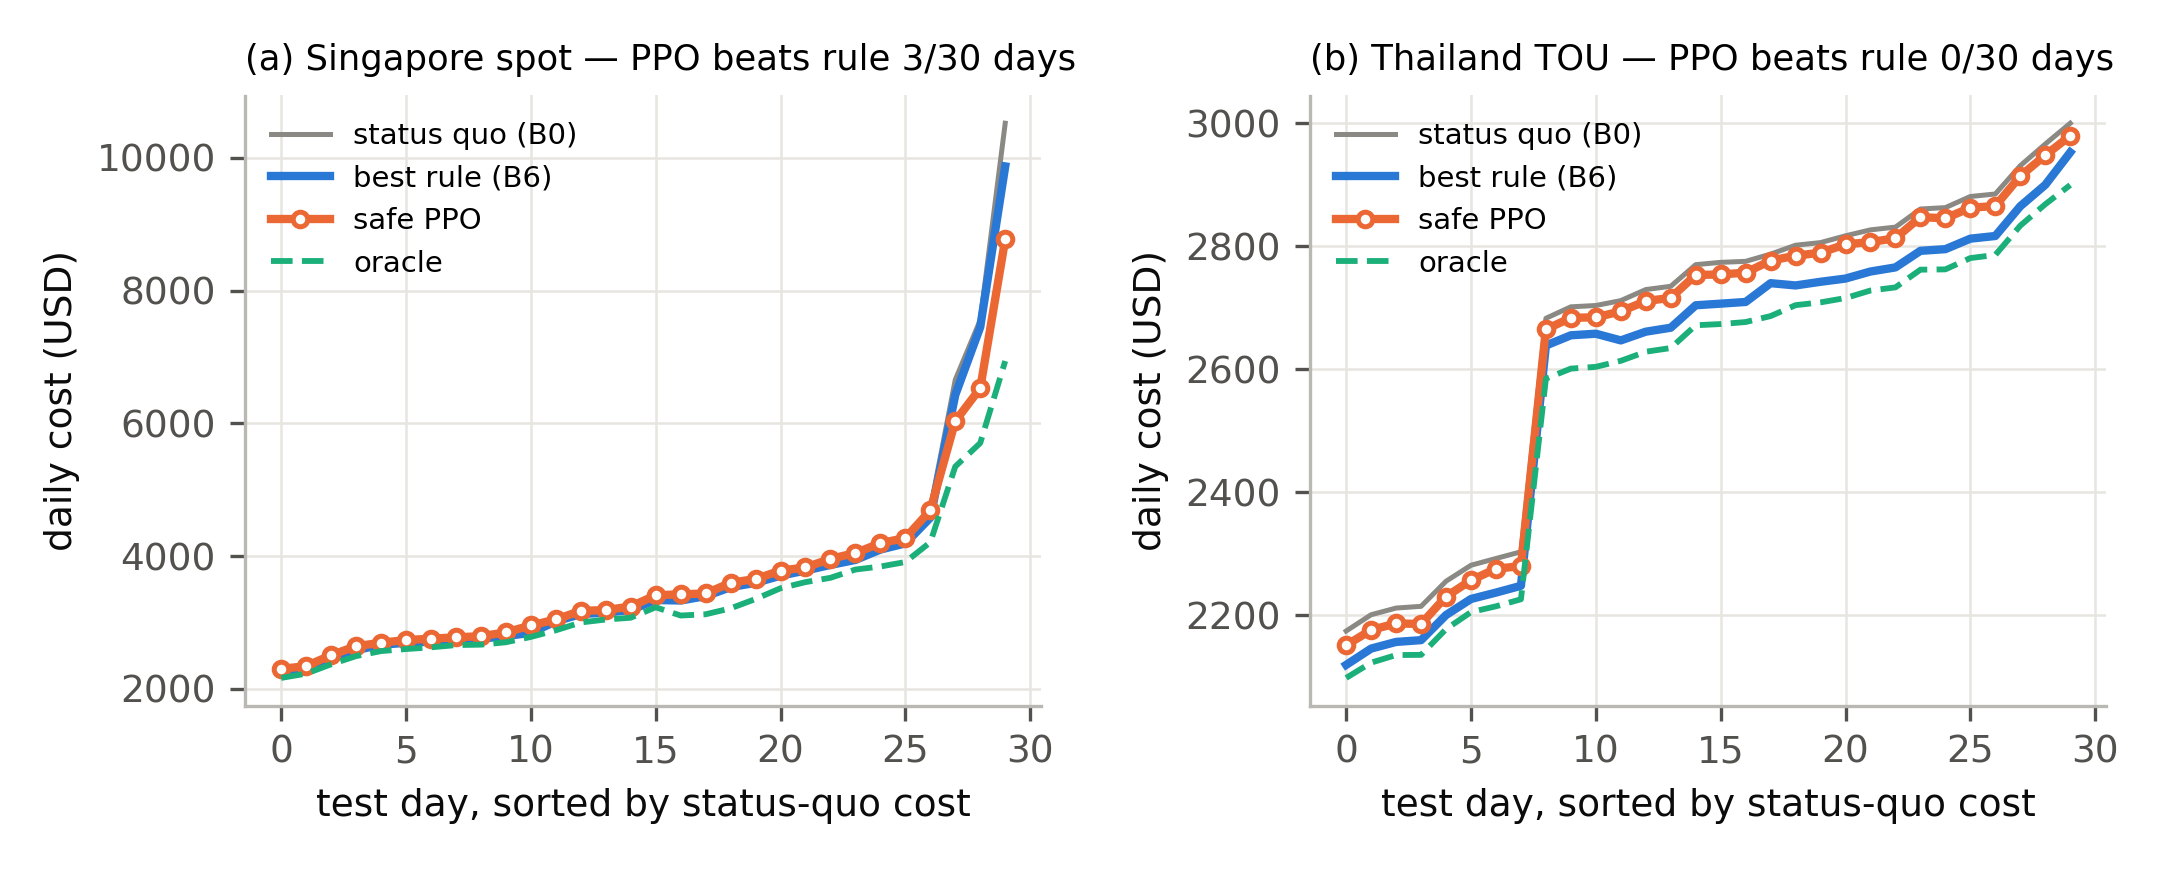 (a) Singapore spot — PPO beats rule 3/30 days
status quo (B0)
best rule (B6)
safe PPO
oracle
10000
8000
6000
4000
2000
daily cost (USD)
0 5 10 15 20 25 30
test day, sorted by status-quo cost
(b) Thailand TOU — PPO beats rule 0/30 days
status quo (B0)
best rule (B6)
safe PPO
oracle
3000
2800
2600
2400
2200
daily cost (USD)
0 5 10 15 20 25 30
test day, sorted by status-quo cost